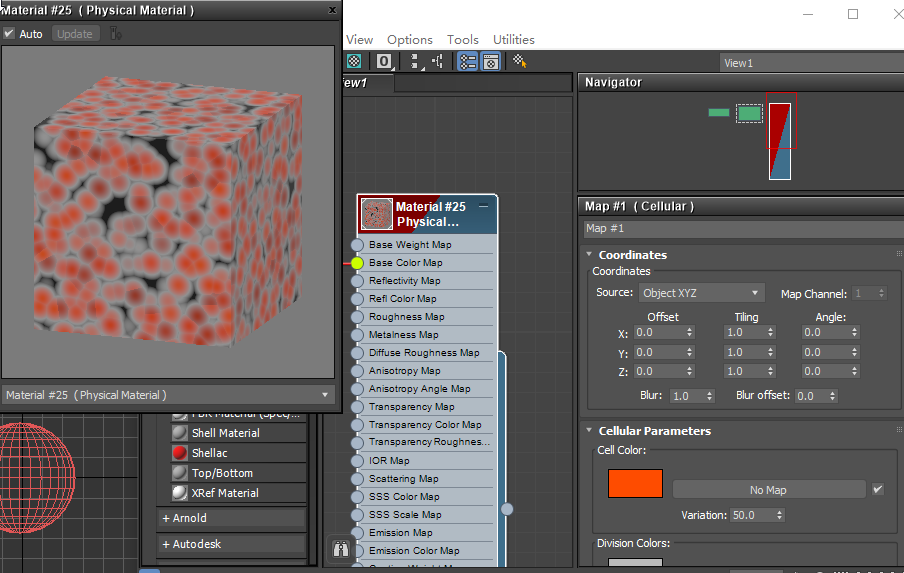 Material #25 ( Physical Material )
×
Auto
Update
View Options Tools Utilities
0
View1
Navigator
Material #25
Physical...
Base Weight Map
Base Color Map
Reflectivity Map
Refl Color Map
Roughness Map
Metalness Map
Diffuse Roughness Map
Anisotropy Map
Anisotropy Angle Map
Transparency Map
Transparency Color Map
Transparency Roughnes...
IOR Map
Scattering Map
SSS Color Map
SSS Scale Map
Emission Map
Emission Color Map
Map #1 ( Cellular )
Map #1
Coordinates
Coordinates
Source: Object XYZ Map Channel: 1
Offset Tiling Angle:
X: 0.0 1.0 0.0
Y: 0.0 1.0 0.0
Z: 0.0 1.0 0.0
Blur: 1.0 Blur offset: 0.0
Cellular Parameters
Cell Color:
No Map
Variation: 50.0
Division Colors:
Material #25 ( Physical Material )
Shell Material
Shellac
Top/Bottom
XRef Material
+ Arnold
+ Autodesk